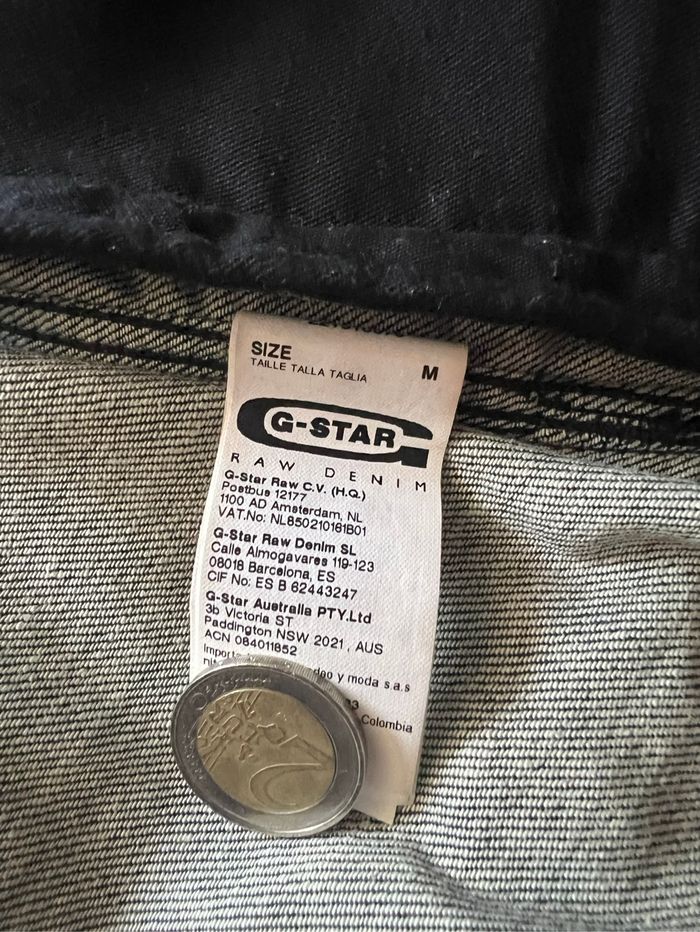 SIZE M
TAILLE TALLA TAGLIA
G-STAR
RAW DENIM
G-Star Raw C.V. (H.Q.)
Postbus 12177
1100 AD Amsterdam, NL
VAT.No: NL850210161B01
G-Star Raw Denim SL
Calle Almogavares 119-123
08018 Barcelona, ES
CIF No: ES B 62443247
G-Star Australia PTY.Ltd
3b Victoria ST
Paddington NSW 2021, AUS
ACN 084011852
y moda s.a.s
Colombia
2